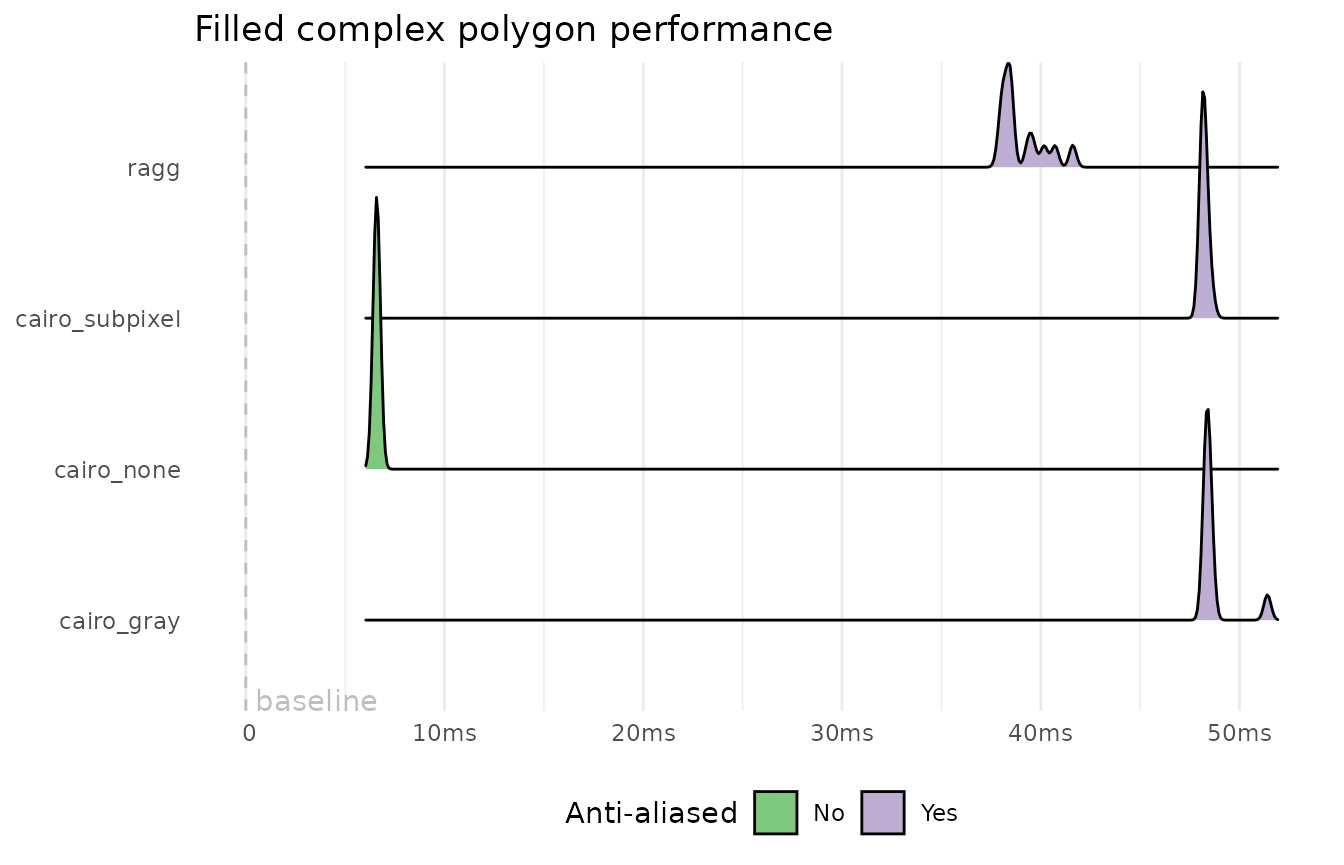 Filled complex polygon performance
ragg
cairo_subpixel
cairo_none
cairo_gray
baseline
0 10ms 20ms 30ms 40ms 50ms
Anti-aliased No Yes